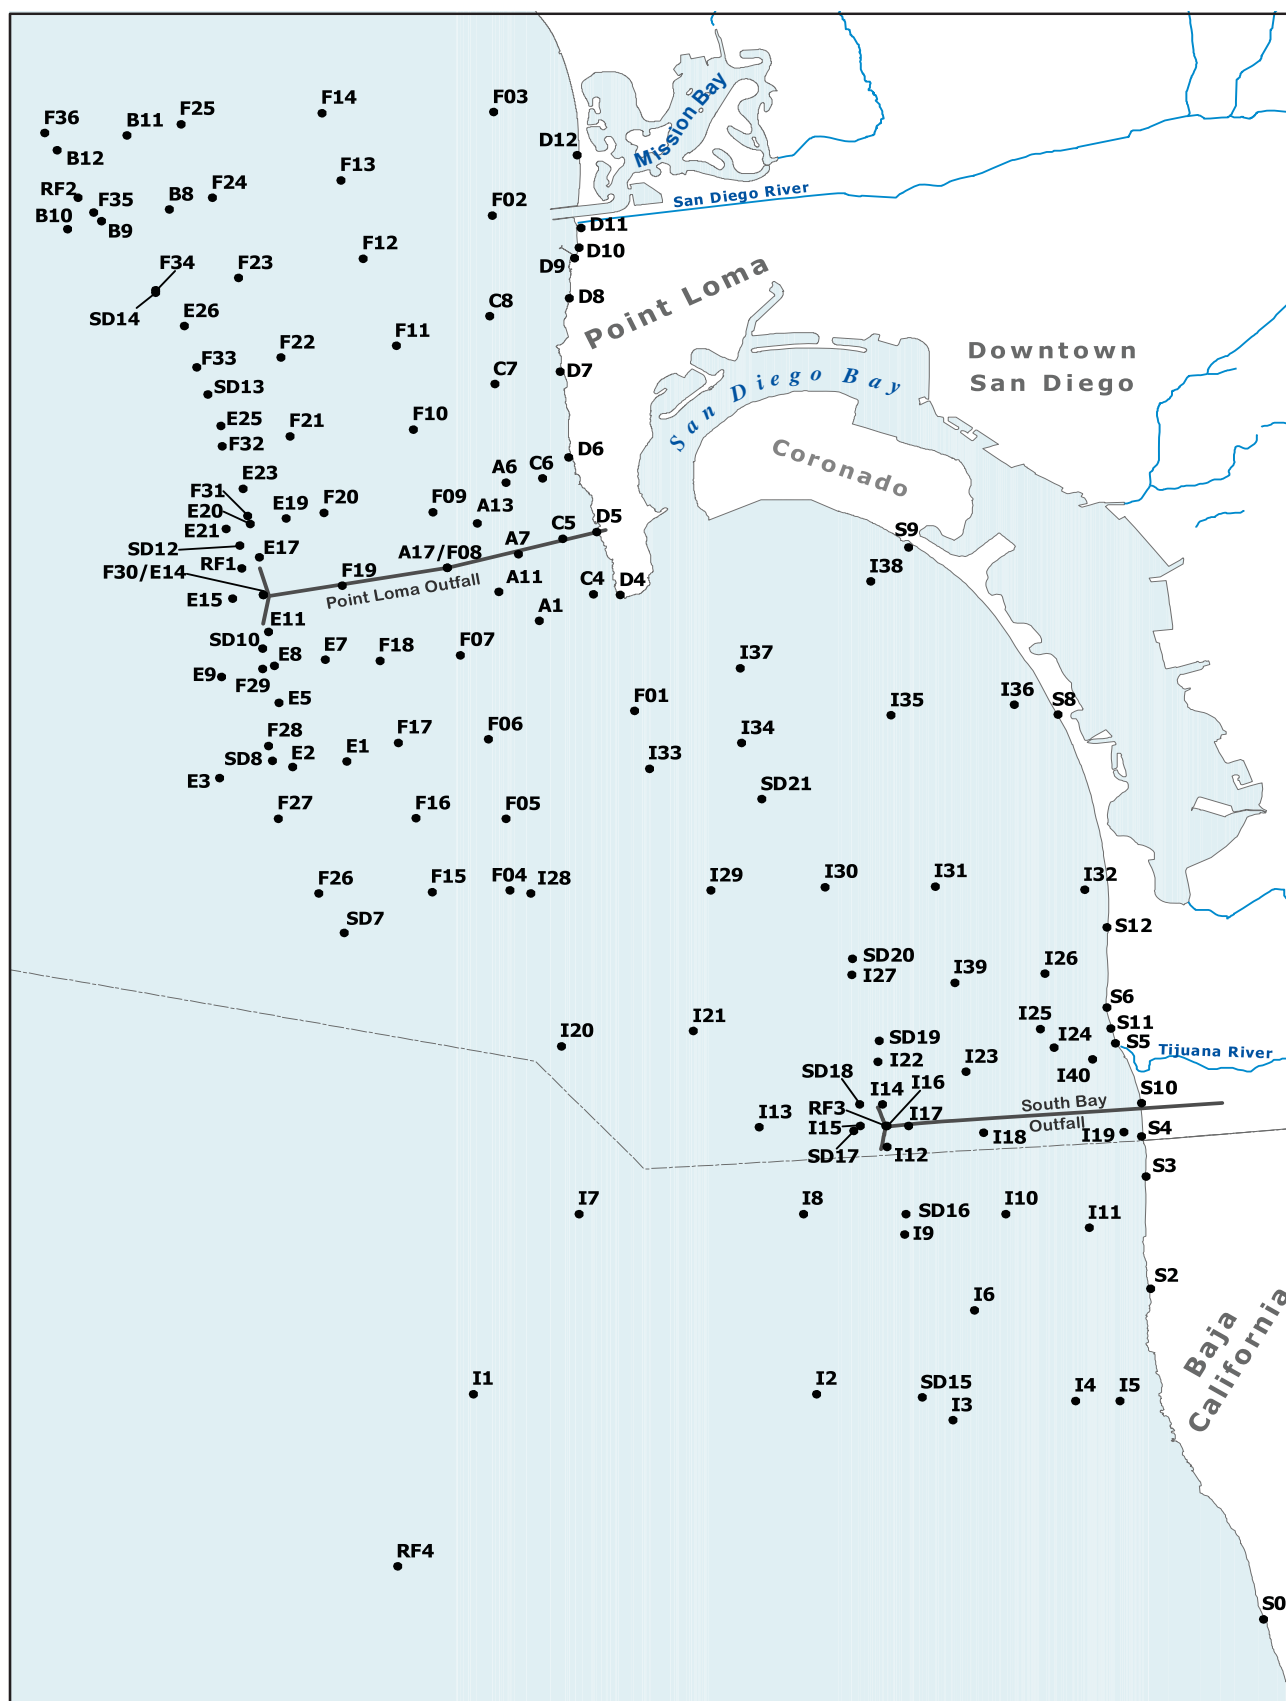 F03
F14
F25
B11
F36
B12
D12
Mission Bay
F13
F24
B8
RF2
F35
B10
B9
F02
San Diego River
D11
D10
D9
F12
F34
F23
SD14
E26
C8
D8
Point Loma
F11
F22
F33
SD13
C7
D7
Downtown
San Diego
San Diego Bay
Coronado
E25
F32
F21
F10
D6
C6
A6
E23
F31
E20
E21
E19
F20
F09
A13
C5
D5
S9
SD12
E17
A7
A17/F08
RF1
F30/E14
F19
Point Loma Outfall
A11
C4
D4
I38
E15
A1
E11
SD10
E8
E7
F18
F07
E9
F29
I37
E5
F01
I35
I36
S8
F28
SD8
E2
E1
F17
F06
I34
I33
E3
SD21
F27
F16
F05
F26
F15
F04
I28
I29
I30
I31
I32
SD7
S12
SD20
I27
I39
I26
S6
I20
I21
SD19
I25
I24
S11
S5
Tijuana River
I22
I23
I40
SD18
I14
I16
S10
South Bay
Outfall
RF3
I13
I15
I17
I18
I19
S4
SD17
I12
S3
I7
I8
SD16
I10
I9
I11
S2
I6
Baja
California
I1
I2
SD15
I3
I4
I5
RF4
S0